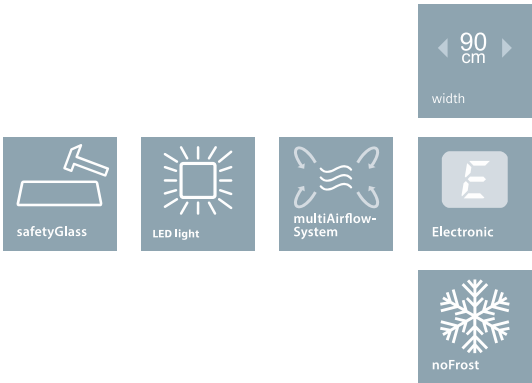 90
cm
width
safetyGlass
LED light
multiAirflow-
System
E
Electronic
noFrost